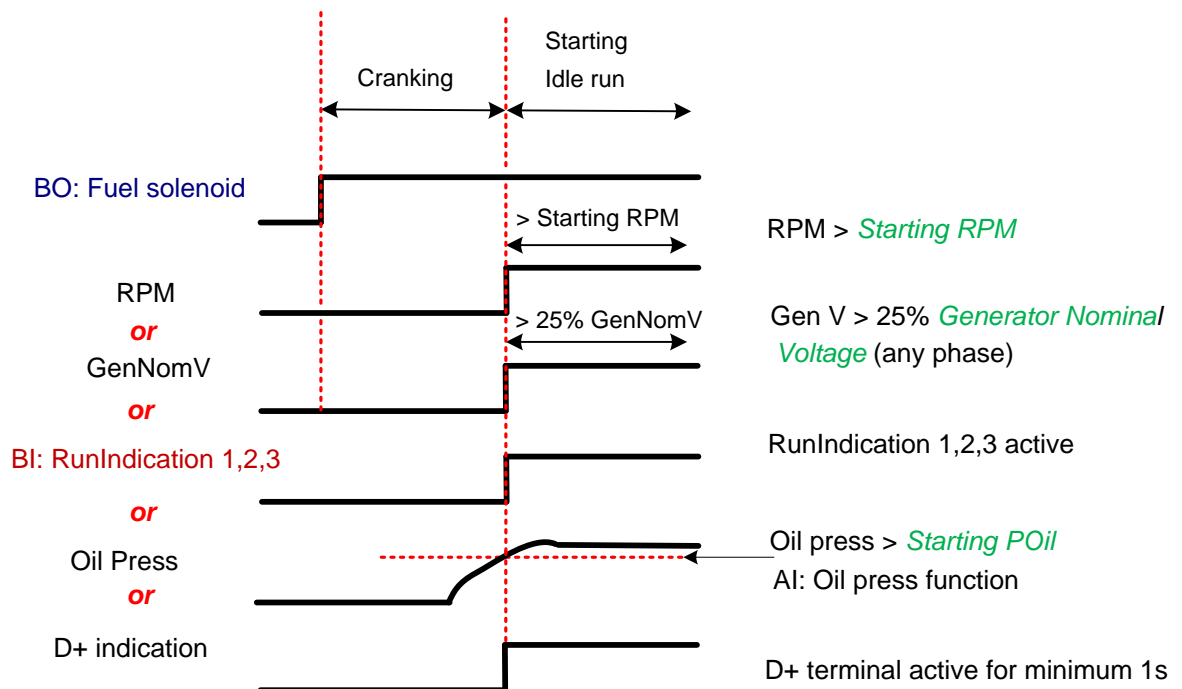 Starting
Idle run
Cranking
BO: Fuel solenoid
> Starting RPM
RPM > Starting RPM
RPM
or
> 25% GenNomV
Gen V > 25% Generator Nominal
Voltage (any phase)
GenNomV
or
BI: RunIndication 1,2,3
RunIndication 1,2,3 active
or
Oil Press
Oil press > Starting POil
AI: Oil press function
or
D+ indication
D+ terminal active for minimum 1s